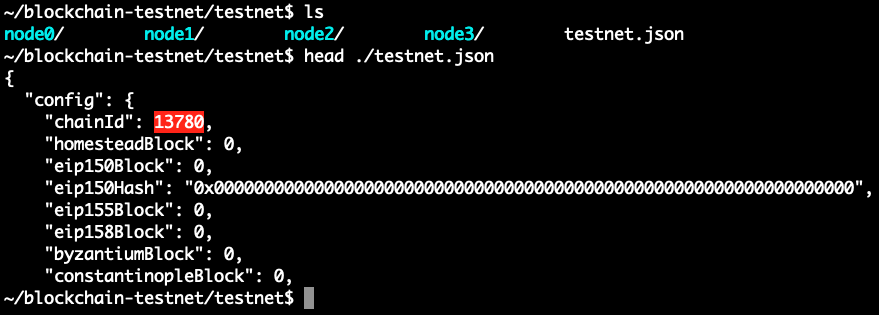 ~/blockchain-testnet/testnet$ ls
node0/        node1/        node2/        node3/        testnet.json
~/blockchain-testnet/testnet$ head ./testnet.json
{
  "config": {
    "chainId": 13780,
    "homesteadBlock": 0,
    "eip150Block": 0,
    "eip150Hash": "0x0000000000000000000000000000000000000000000000000000000000000000",
    "eip155Block": 0,
    "eip158Block": 0,
    "byzantiumBlock": 0,
    "constantinopleBlock": 0,
~/blockchain-testnet/testnet$